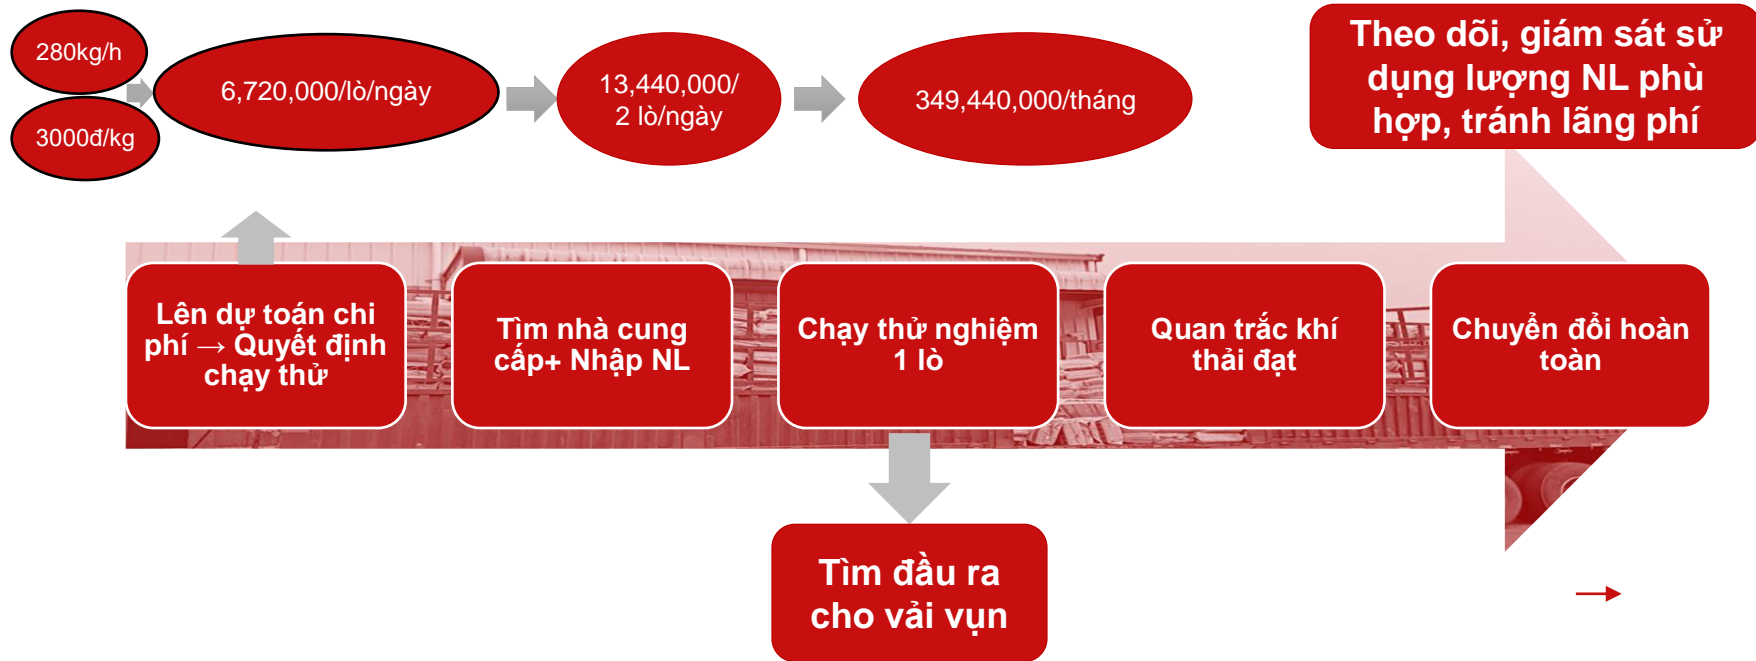 280kg/h
3000đ/kg
6,720,000/lò/ngày
13,440,000/
2 lò/ngày
349,440,000/tháng
Theo dõi, giám sát sử
dụng lượng NL phù
hợp, tránh lãng phí
Lên dự toán chi
phí → Quyết định
chạy thử
Tìm nhà cung
cấp+ Nhập NL
Chạy thử nghiệm
1 lò
Quan trắc khí
thải đạt
Chuyển đổi hoàn
toàn
Tìm đầu ra
cho vải vụn